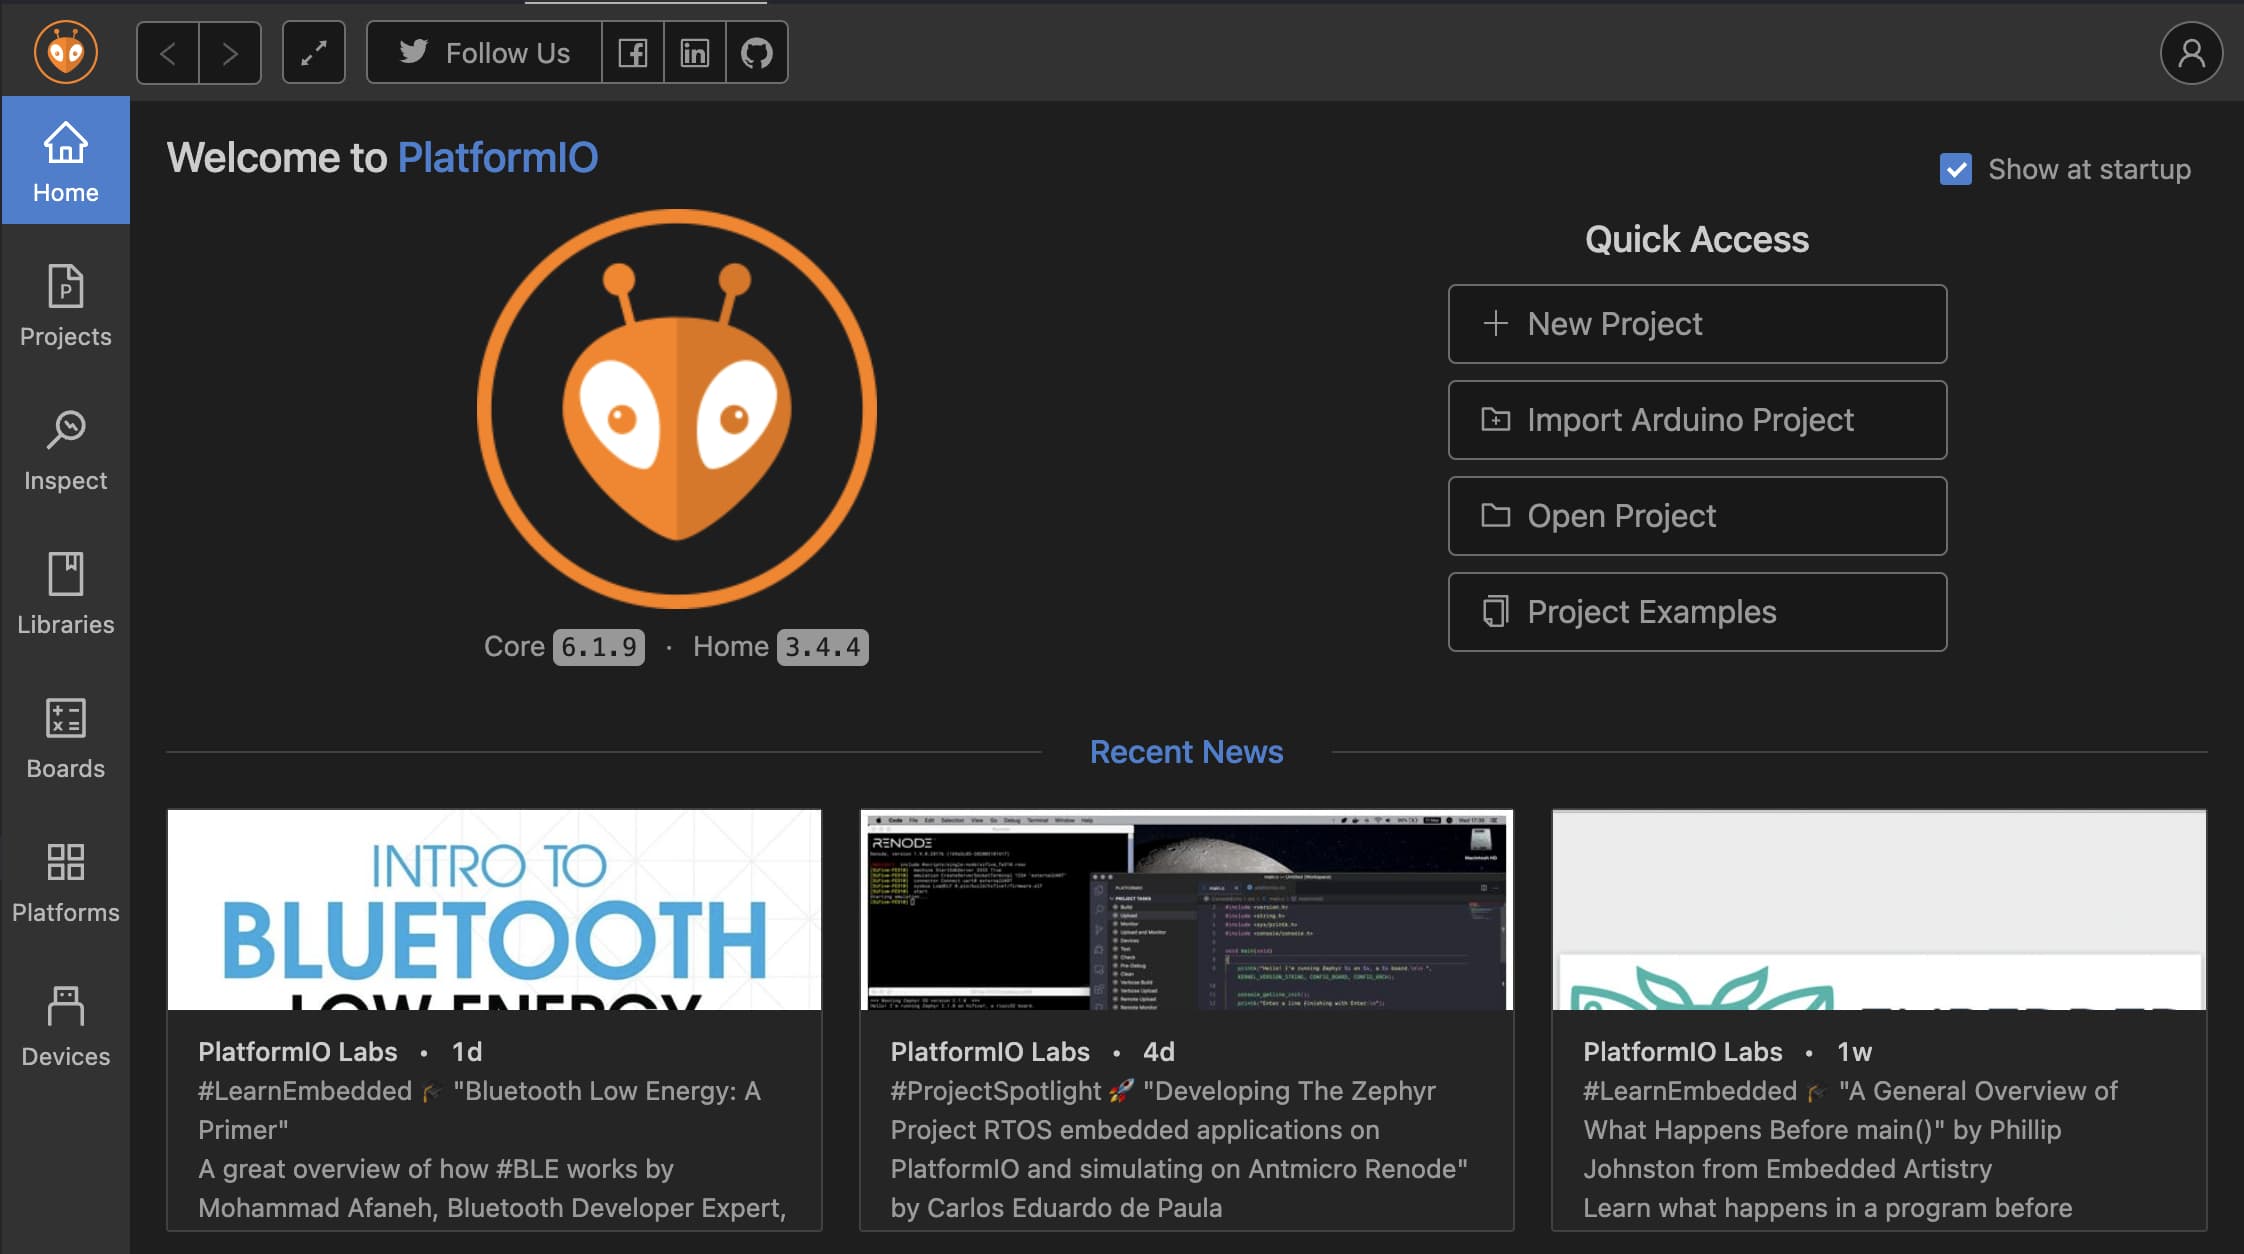 Follow Us
Home
Projects
Inspect
Libraries
Boards
Platforms
Devices
Welcome to PlatformIO
Show at startup
Core 6.1.9 · Home 3.4.4
Quick Access
New Project
Import Arduino Project
Open Project
Project Examples
Recent News
INTRO TO
BLUETOOTH
LOW ENERGY
PlatformIO Labs • 1d
#LearnEmbedded 🎓 "Bluetooth Low Energy: A
Primer"
A great overview of how #BLE works by
Mohammad Afaneh, Bluetooth Developer Expert,
RENODE
PlatformIO Labs • 4d
#ProjectSpotlight 🚀 "Developing The Zephyr
Project RTOS embedded applications on
PlatformIO and simulating on Antmicro Renode"
by Carlos Eduardo de Paula
PlatformIO Labs • 1w
#LearnEmbedded 🎓 "A General Overview of
What Happens Before main()" by Phillip
Johnston from Embedded Artistry
Learn what happens in a program before